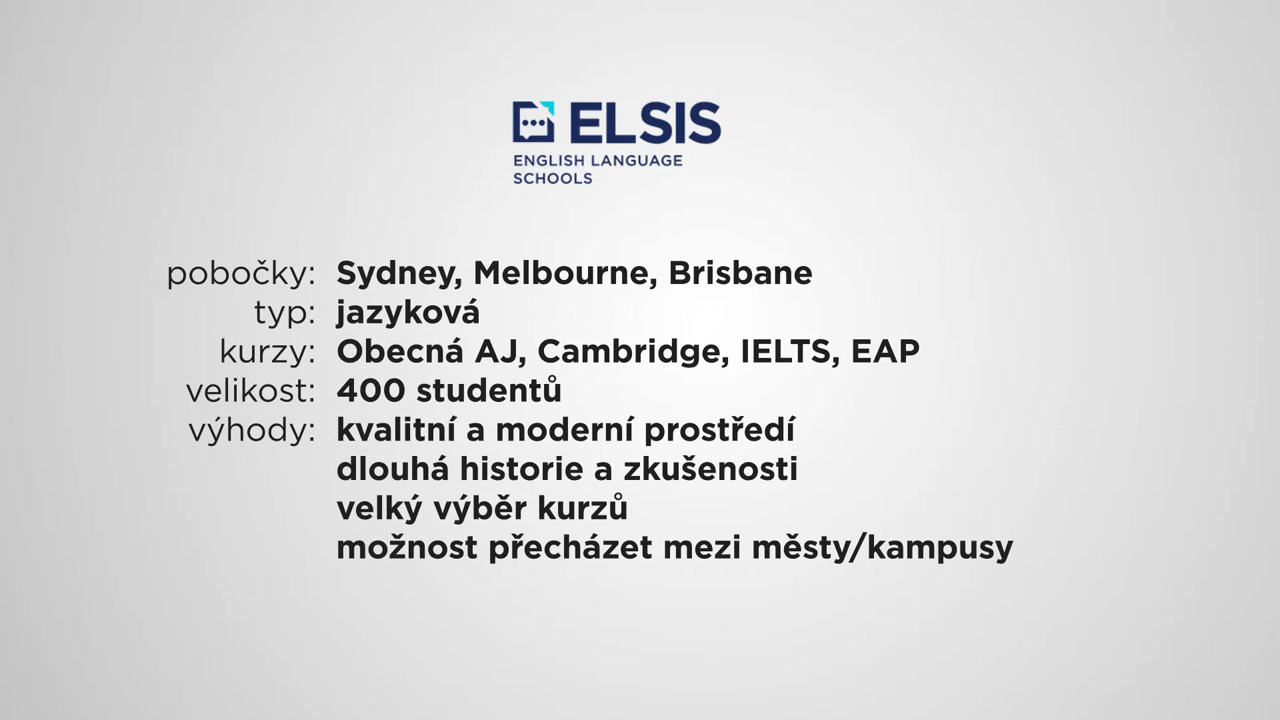 ELSIS
ENGLISH LANGUAGE
SCHOOLS
pobočky: Sydney, Melbourne, Brisbane
typ: jazyková
kurzy: Obecná AJ, Cambridge, IELTS, EAP
velikost: 400 studentů
výhody: kvalitní a moderní prostředí
dlouhá historie a zkušenosti
velký výběr kurzů
možnost přecházet mezi městy/kampusy